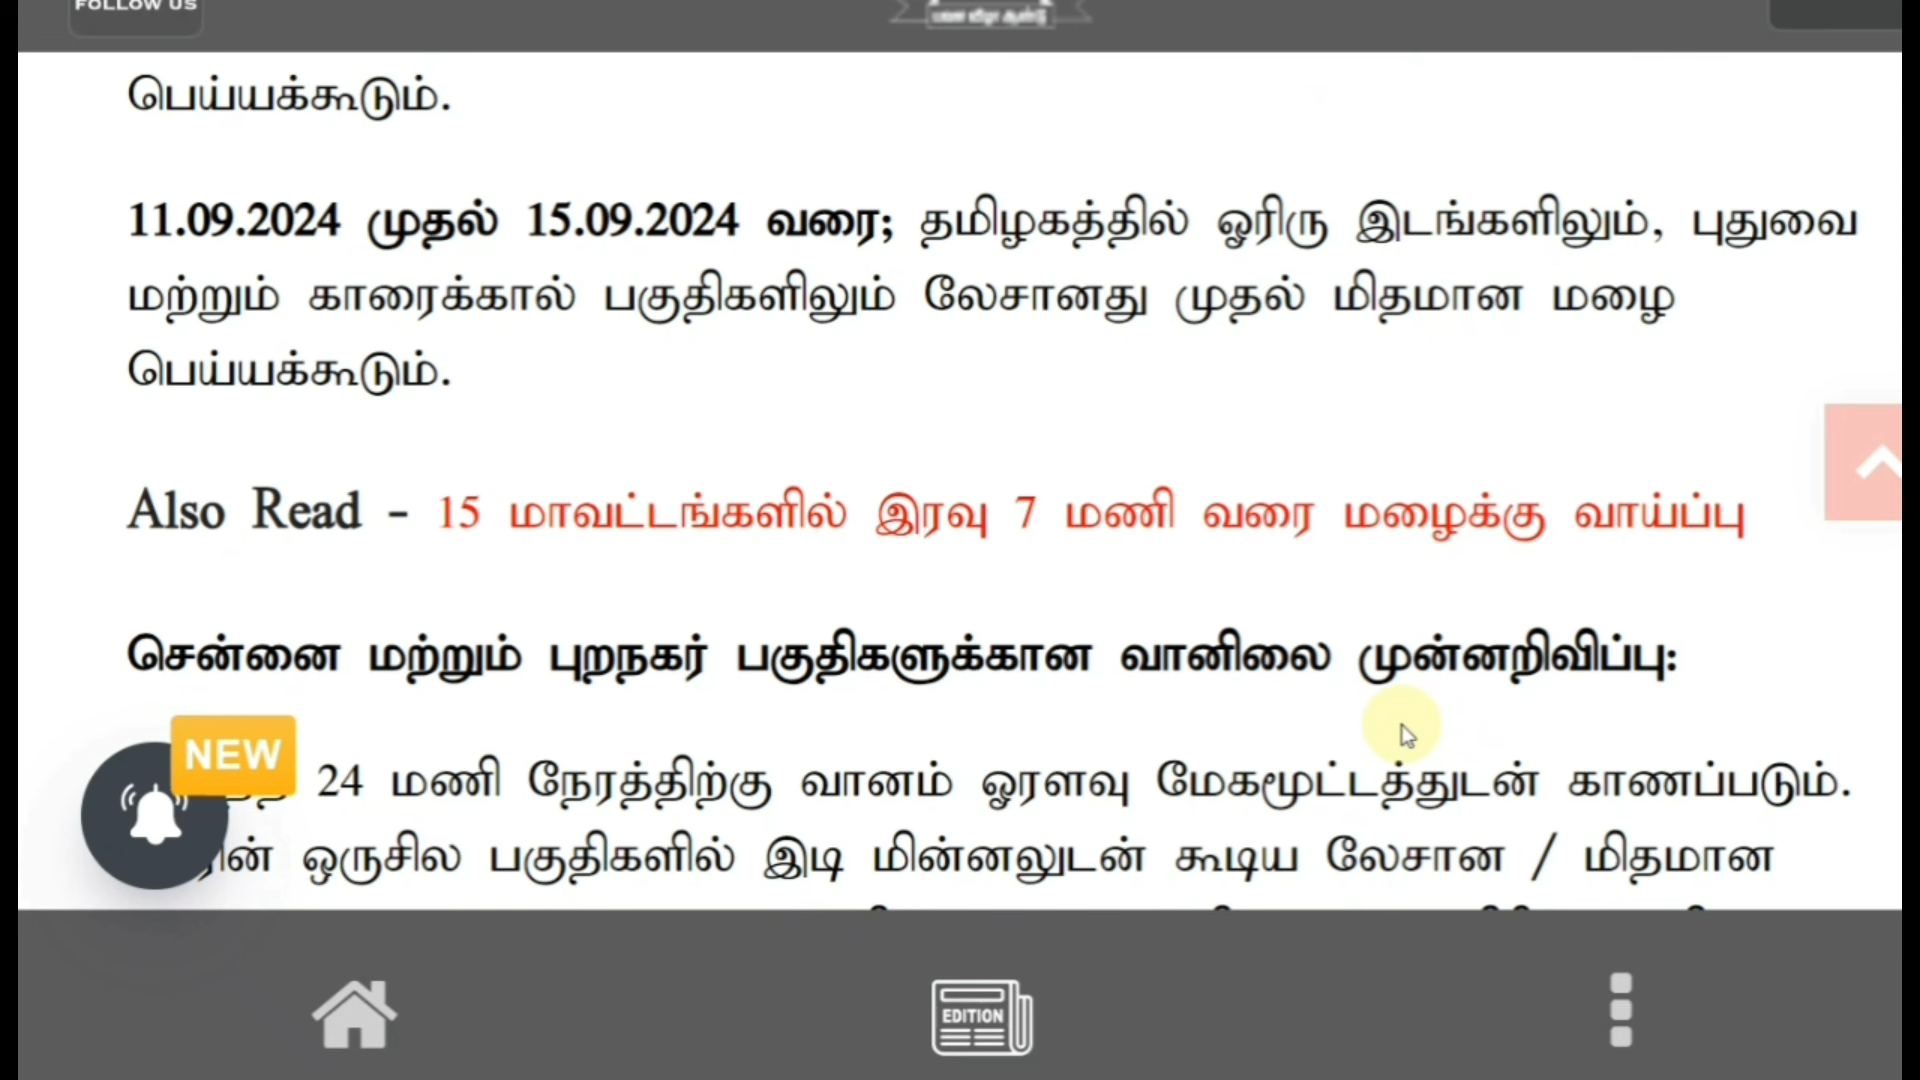 FOLLOW US
பவள விழா ஆண்டு
பெய்யக்கூடும்.
11.09.2024 முதல் 15.09.2024 வரை; தமிழகத்தில் ஓரிரு இடங்களிலும், புதுவை
மற்றும் காரைக்கால் பகுதிகளிலும் லேசானது முதல் மிதமான மழை
பெய்யக்கூடும்.
Also Read - 15 மாவட்டங்களில் இரவு 7 மணி வரை மழைக்கு வாய்ப்பு
சென்னை மற்றும் புறநகர் பகுதிகளுக்கான வானிலை முன்னறிவிப்பு:
NEW
24 மணி நேரத்திற்கு வானம் ஓரளவு மேகமூட்டத்துடன் காணப்படும்.
ஒருசில பகுதிகளில் இடி மின்னலுடன் கூடிய லேசான / மிதமான
EDITION